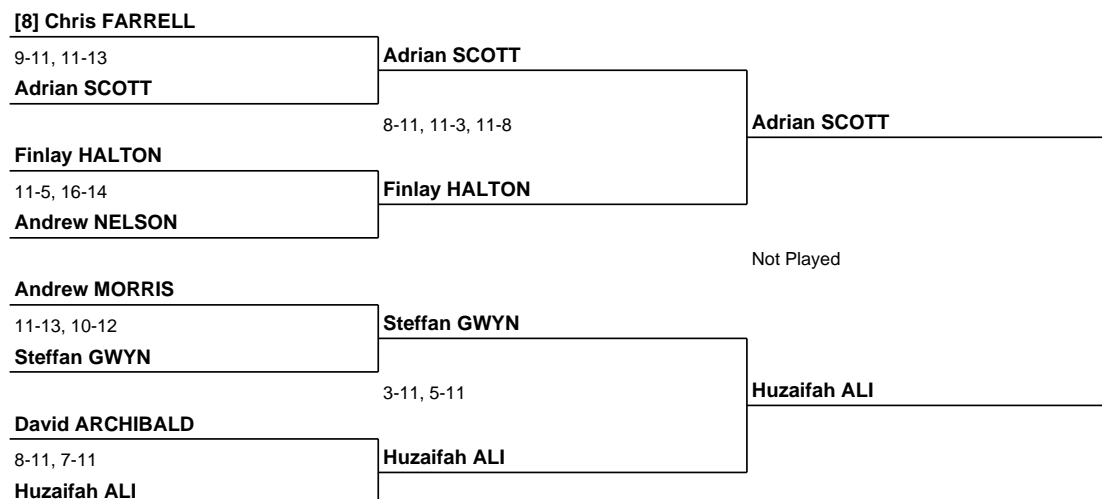 [8] Chris FARRELL
9-11, 11-13
Adrian SCOTT
Adrian SCOTT
8-11, 11-3, 11-8
Adrian SCOTT
Finlay HALTON
11-5, 16-14
Finlay HALTON
Andrew NELSON
Not Played
Andrew MORRIS
11-13, 10-12
Steffan GWYN
Steffan GWYN
3-11, 5-11
Huzaifah ALI
David ARCHIBALD
8-11, 7-11
Huzaifah ALI
Huzaifah ALI